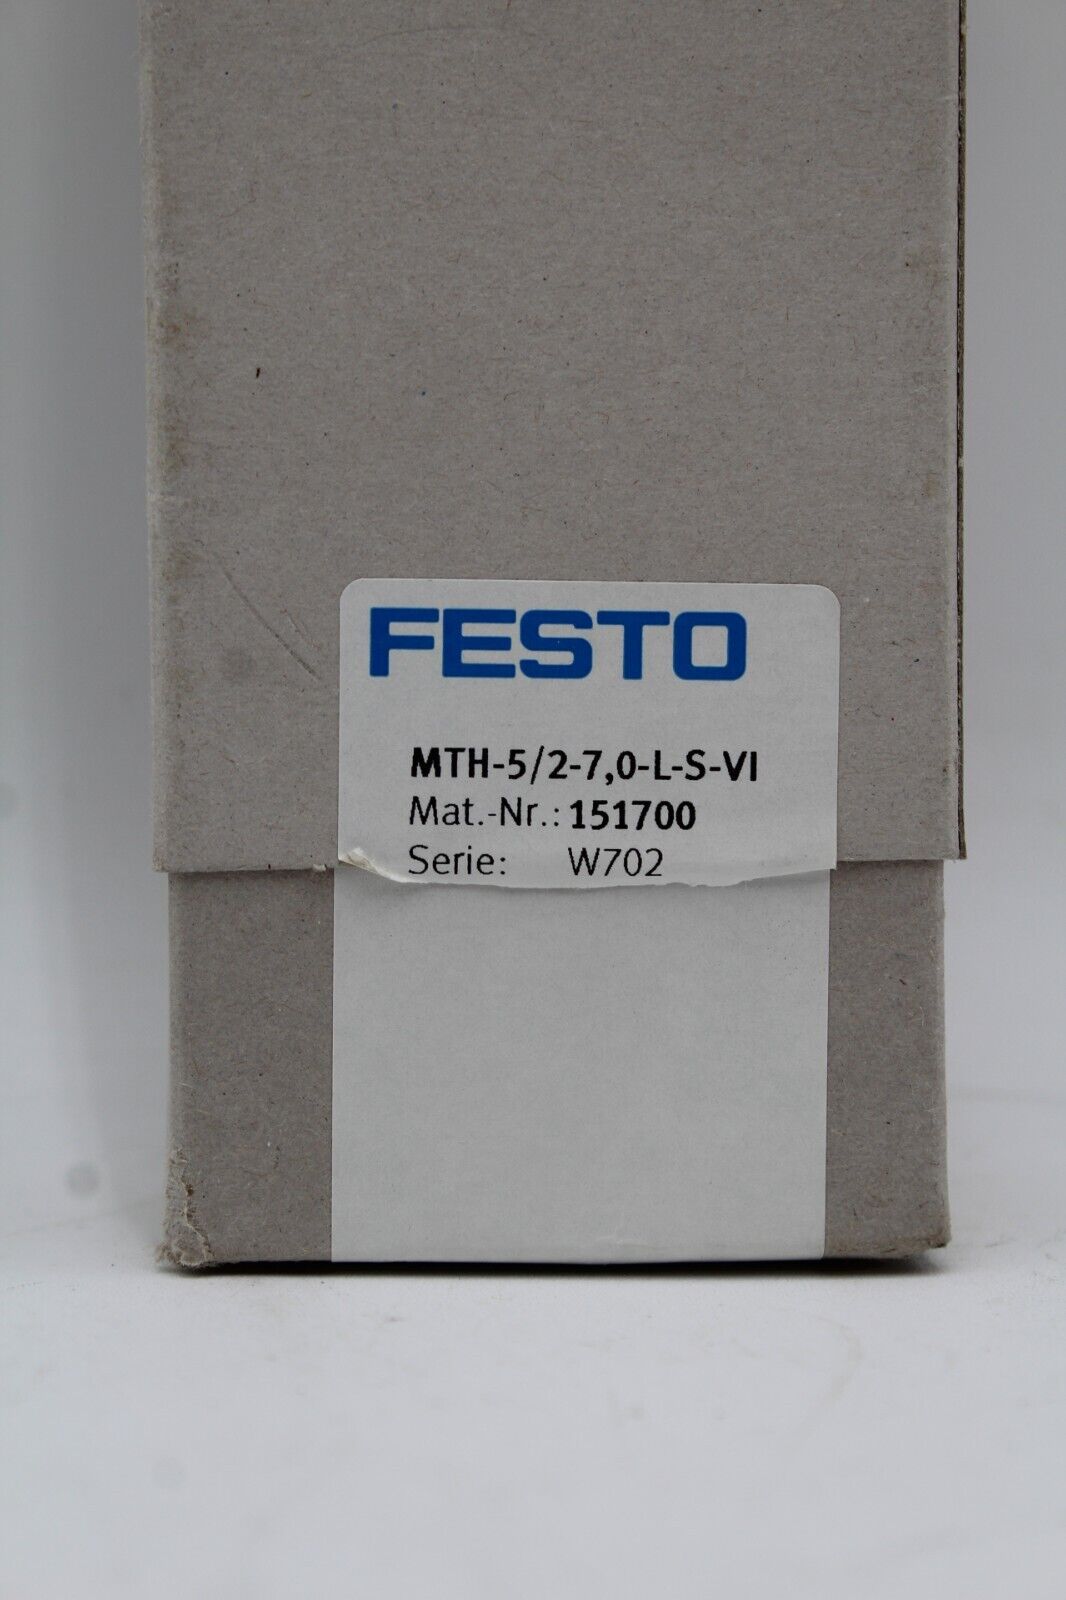 FESTO
MTH-5/2-7,0-L-S-VI
Mat.-Nr.: 151700
Serie: W702